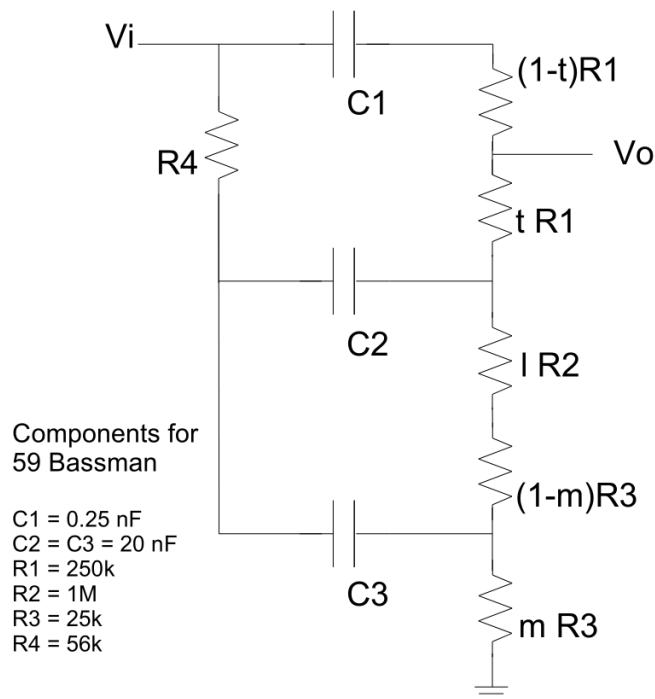 Vi
(1-t)R1
C1
Vo
R4
t R1
C2
l R2
Components for
59 Bassman
(1-m)R3
C1 = 0.25 nF
C2 = C3 = 20 nF
R1 = 250k
R2 = 1M
R3 = 25k
R4 = 56k
C3
m R3